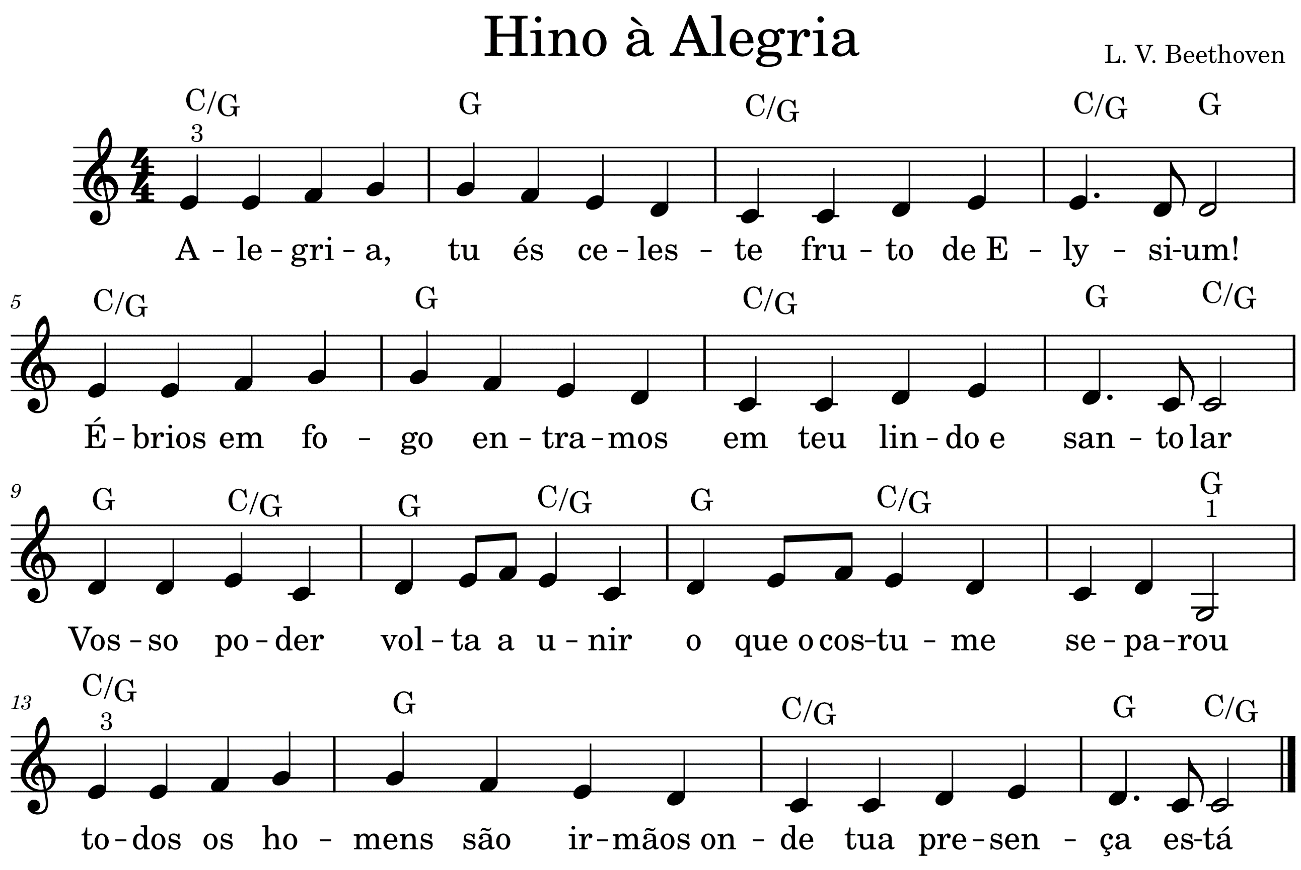 Hino à Alegria
L. V. Beethoven
C/G G C/G C/G G
3
4
4
A – le – gri – a, tu és ce – les – te fru – to de E – ly – si-um!
5
C/G G C/G G C/G
É – brios em fo – go en – tra – mos em teu lin – do e san – to lar
9
G C/G G C/G G C/G G
1
Vos – so po – der vol – ta a u – nir o que o cos – tu – me se – pa – rou
13
C/G G C/G G C/G
3
to – dos os ho – mens são ir – mãos on – de tua pre – sen – ça es – tá